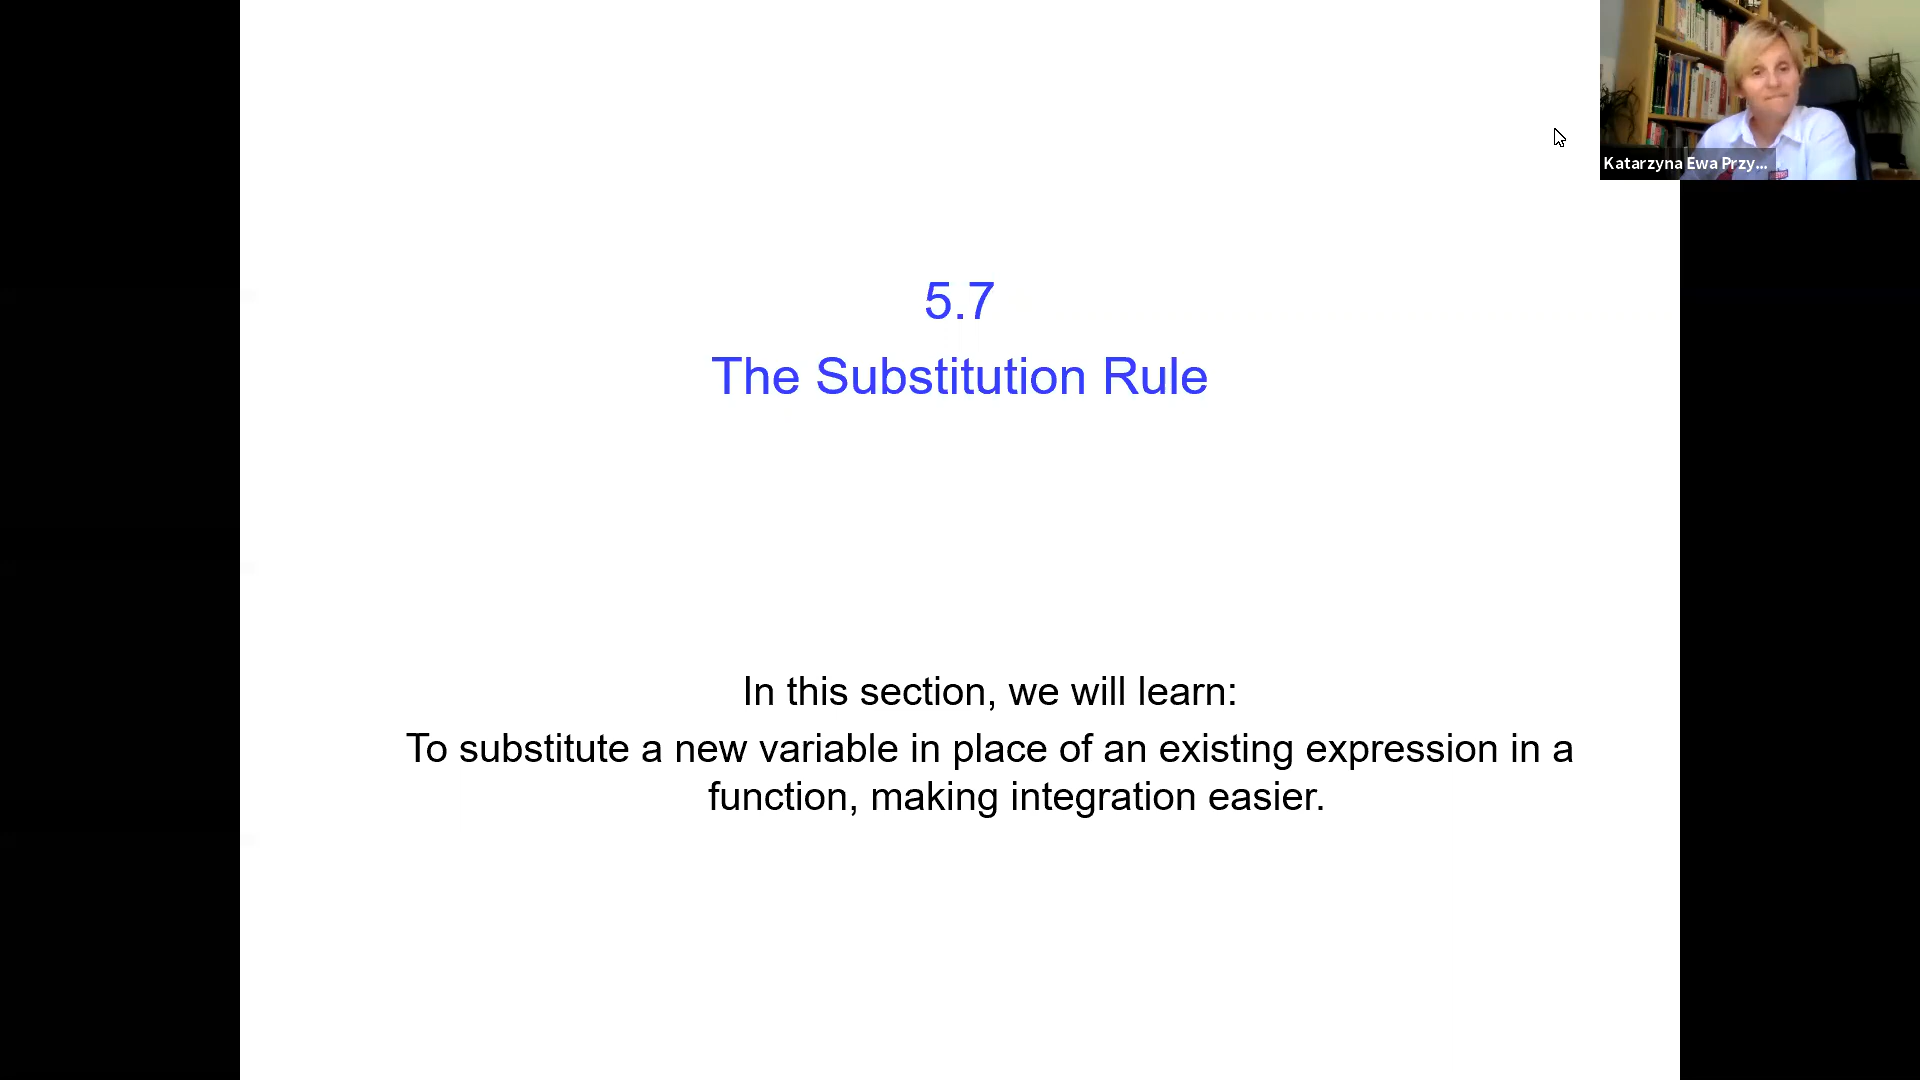 Katarzyna Ewa Przy...
5.7
The Substitution Rule
In this section, we will learn:
To substitute a new variable in place of an existing expression in a
function, making integration easier.